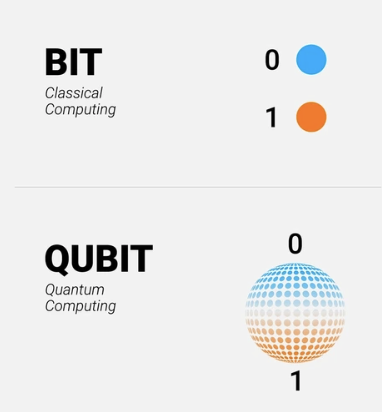 BIT
Classical
Computing
0
1
QUBIT
Quantum
Computing
0
1